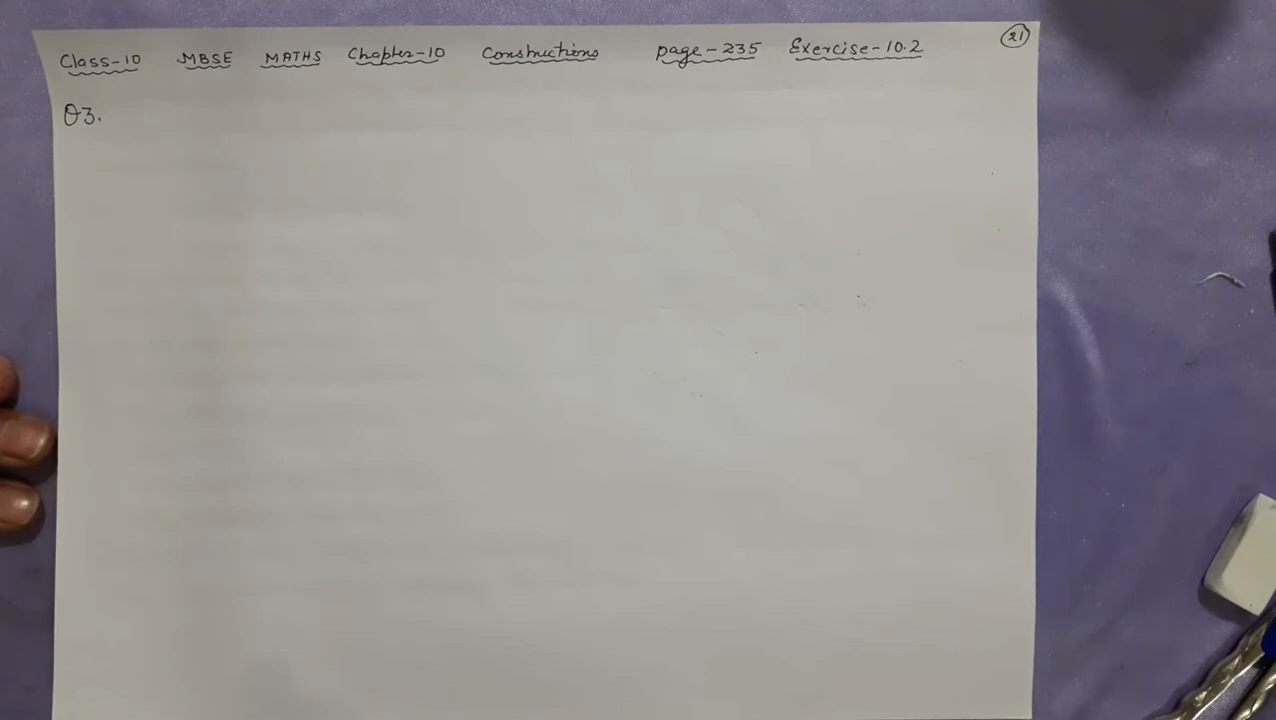 Class-10 MBSE MATHS Chapter-10 Constructions page-235 Exercise-10.2 21
Q3.